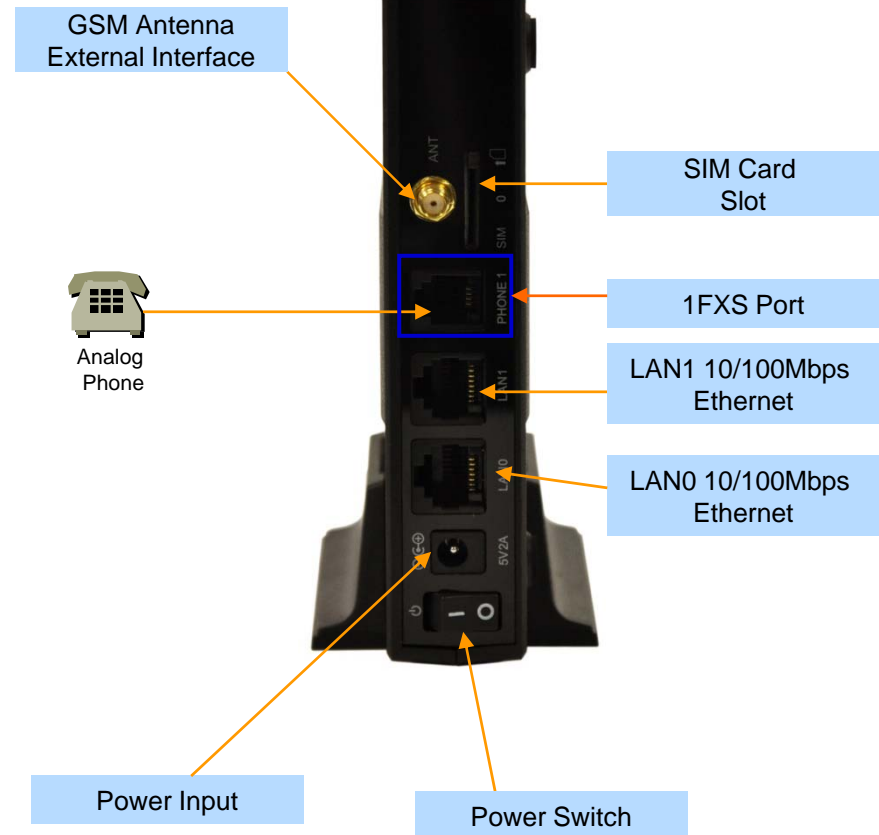 GSM Antenna
External Interface
ANT
SIM Card
Slot
0
SIM
PHONE 1
1FXS Port
Analog
Phone
LAN1
LAN1 10/100Mbps
Ethernet
LAN0
LAN0 10/100Mbps
Ethernet
5V2A
Power Input
Power Switch